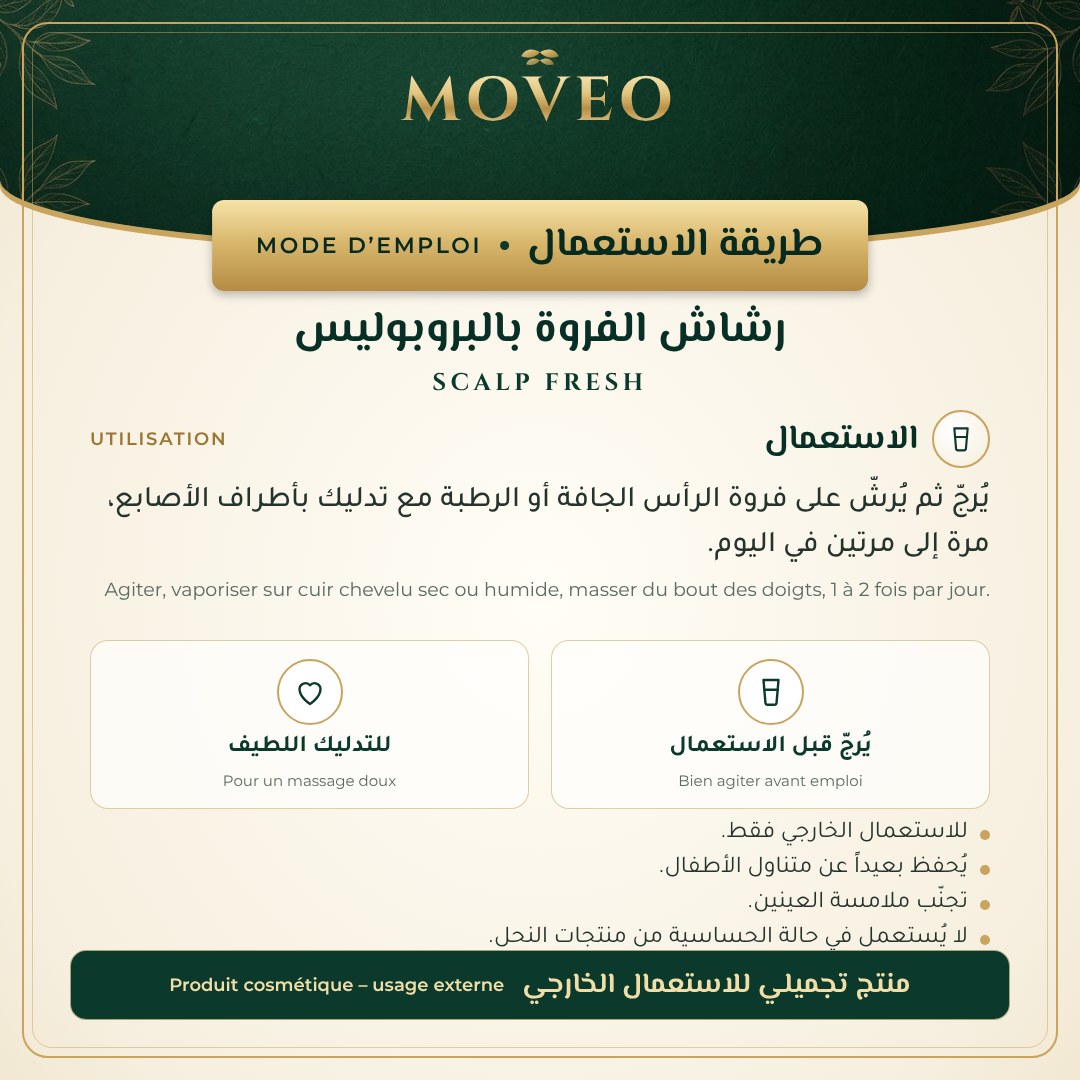 MOVEO
طريقة الاستعمال • MODE D’EMPLOI
رشاش الفروة بالبروبوليس
SCALP FRESH
الاستعمال
UTILISATION
يُرجّ ثم يُرشّ على فروة الرأس الجافة أو الرطبة مع تدليك بأطراف الأصابع،
مرة إلى مرتين في اليوم.
Agiter, vaporiser sur cuir chevelu sec ou humide, masser du bout des doigts, 1 à 2 fois par jour.
يُرجّ قبل الاستعمال
Bien agiter avant emploi
للتدليك اللطيف
Pour un massage doux
للاستعمال الخارجي فقط.
يُحفظ بعيداً عن متناول الأطفال.
تجنّب ملامسة العينين.
لا يُستعمل في حالة الحساسية من منتجات النحل.
منتج تجميلي للاستعمال الخارجي Produit cosmétique – usage externe